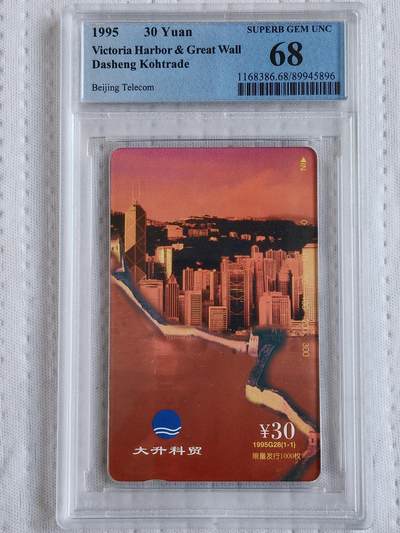 1995 30 Yuan
SUPERB GEM UNC
Victoria Harbor & Great Wall
68
Dasheng Kohtrade
1168386.68/89945896
Beijing Telecom
300
大升科贸
¥30
1995G28(1-1)
限量发行1000枚